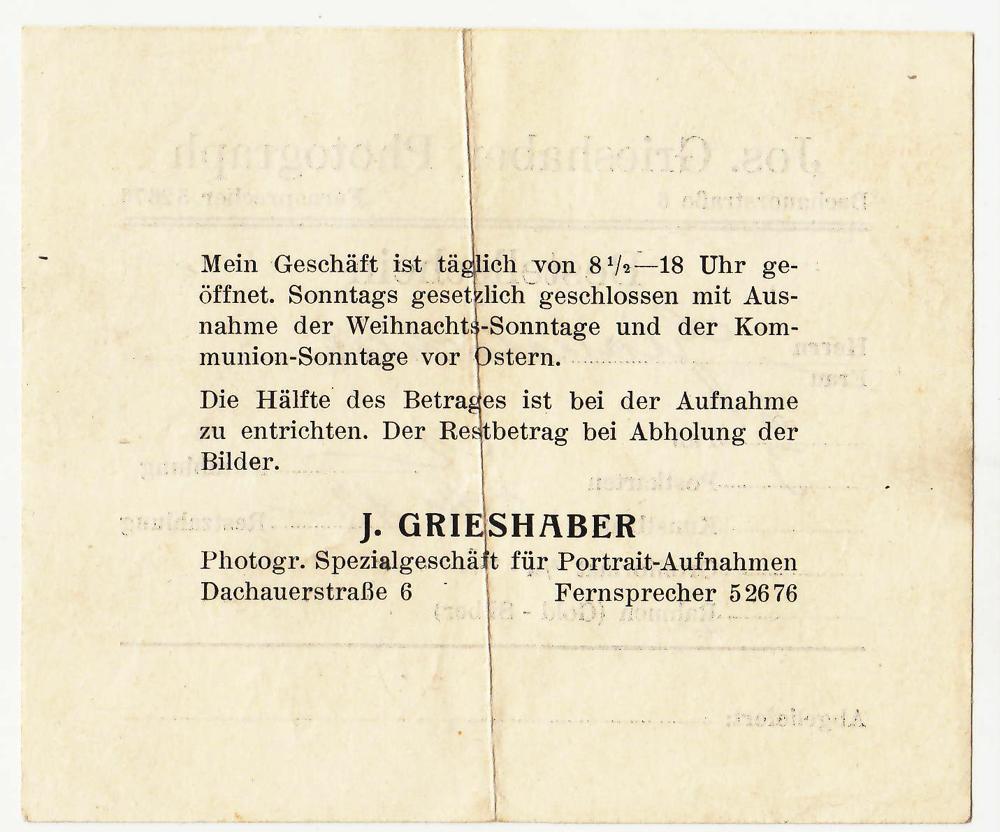 Mein Geschäft ist täglich von 8 1/2—18 Uhr ge-
öffnet. Sonntags gesetzlich geschlossen mit Aus-
nahme der Weihnachts-Sonntage und der Kom-
munion-Sonntage vor Ostern.
Die Hälfte des Betrages ist bei der Aufnahme
zu entrichten. Der Restbetrag bei Abholung der
Bilder.
J. GRIESHABER
Photogr. Spezialgeschäft für Portrait-Aufnahmen
Dachauerstraße 6 Fernsprecher 52676